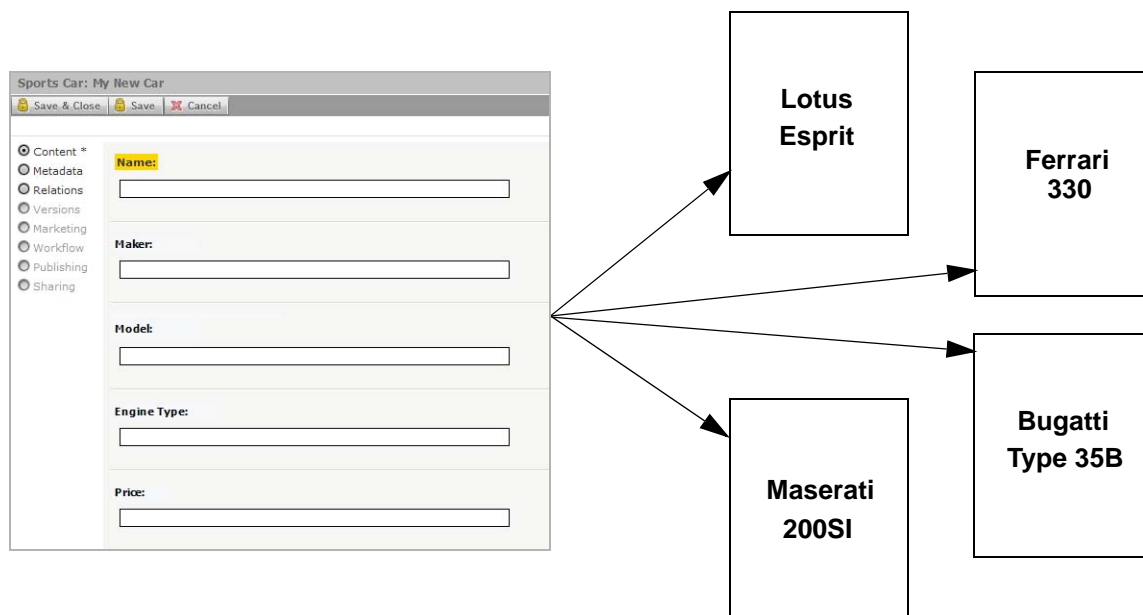 Sports Car: My New Car
Save & Close Save Cancel
Content *
Metadata
Relations
Versions
Marketing
Workflow
Publishing
Sharing
Name:
Maker:
Model:
Engine Type:
Price:
Lotus
Esprit
Ferrari
330
Bugatti
Type 35B
Maserati
200SI